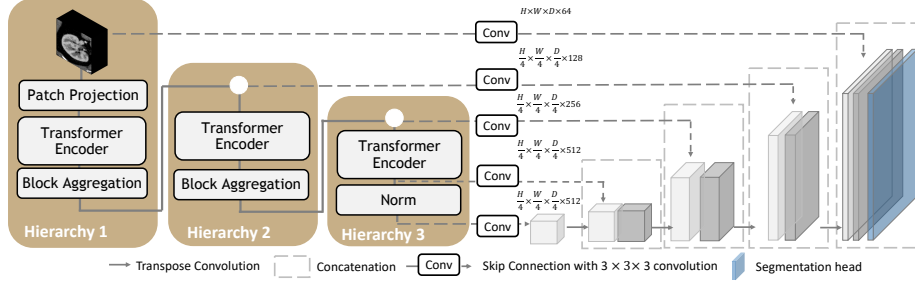 H×W×D×64
Conv
H/4 × W/4 × D/4 ×128
Conv
H/4 × W/4 × D/4 ×256
Conv
H/4 × W/4 × D/4 ×512
Conv
H/4 × W/4 × D/4 ×512
Conv
Patch Projection
Transformer
Encoder
Block Aggregation
Hierarchy 1
Transformer
Encoder
Block Aggregation
Hierarchy 2
Transformer
Encoder
Norm
Hierarchy 3
Transpose Convolution
Concatenation
Conv
Skip Connection with 3 × 3 × 3 convolution
Segmentation head